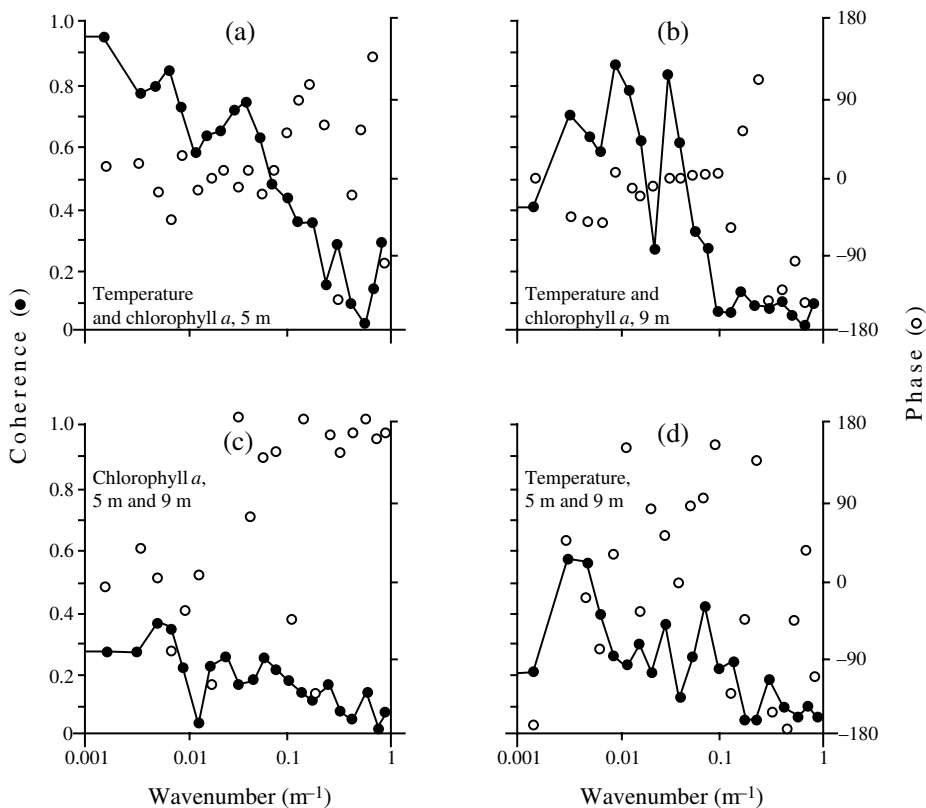 (a)
(b)
1.0
0.8
0.6
0.4
0.2
0
180
90
0
−90
−180
Temperature
and chlorophyll a, 5 m
Temperature and
chlorophyll a, 9 m
Coherence (●)
Phase (○)
(c)
(d)
1.0
0.8
0.6
0.4
0.2
0
180
90
0
−90
−180
Chlorophyll a,
5 m and 9 m
Temperature,
5 m and 9 m
0.001
0.01
0.1
1
0.001
0.01
0.1
1
Wavenumber (m⁻¹)
Wavenumber (m⁻¹)